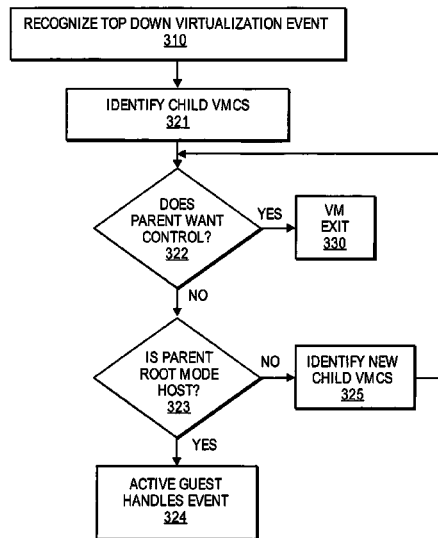 RECOGNIZE TOP DOWN VIRTUALIZATION EVENT
310
IDENTIFY CHILD VMCS
321
DOES
PARENT WANT
CONTROL?
322
YES
VM
EXIT
330
NO
IS PARENT
ROOT MODE
HOST?
323
NO
IDENTIFY NEW
CHILD VMCS
325
YES
ACTIVE GUEST
HANDLES EVENT
324